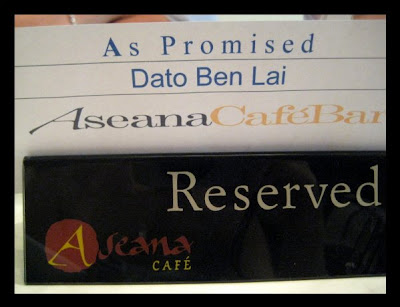 As Promised
Dato Ben Lai
AseanaCaféBar
Reserved
Aseana
CAFÉ